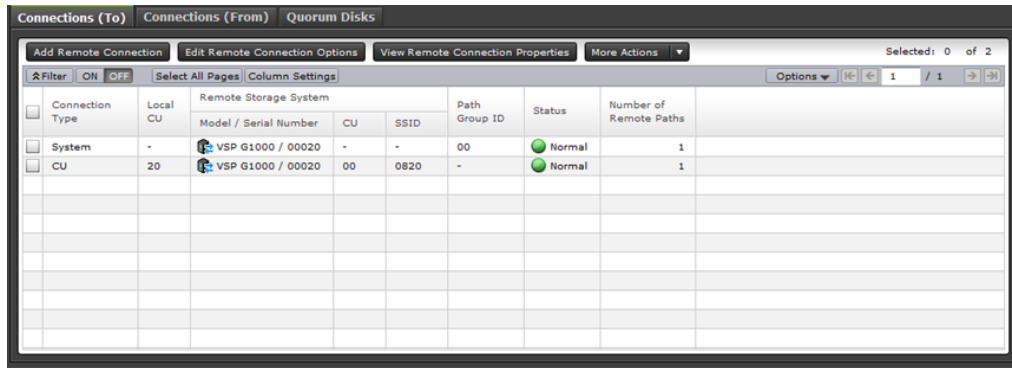 Connections (To) Connections (From) Quorum Disks
Add Remote Connection Edit Remote Connection Options View Remote Connection Properties More Actions Selected: 0 of 2
Filter ON OFF Select All Pages Column Settings Options 1 / 1
Connection Type Local CU Remote Storage System Path Group ID Status Number of Remote Paths
Model / Serial Number CU SSID
System - VSP G1000 / 00020 - - 00 Normal 1
CU 20 VSP G1000 / 00020 00 0820 - Normal 1